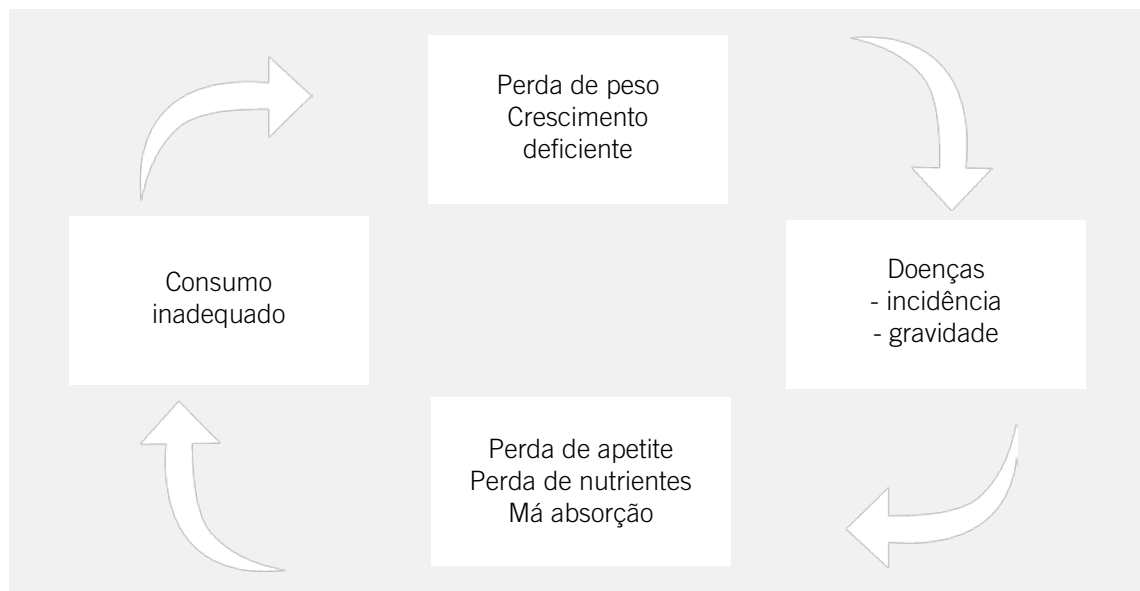 Perda de peso
Crescimento
deficiente
Consumo
inadequado
Doenças
- incidência
- gravidade
Perda de apetite
Perda de nutrientes
Má absorção